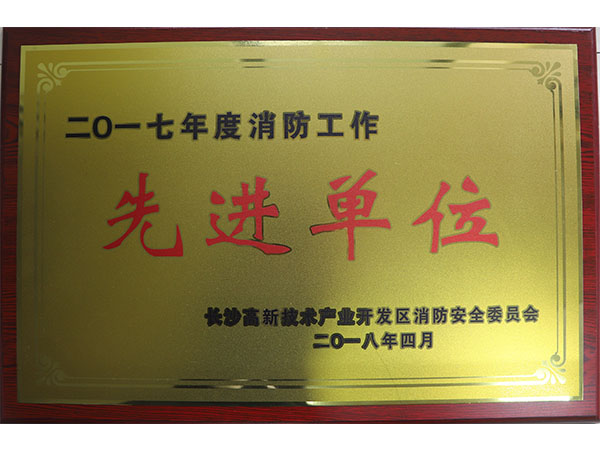 二〇一七年度消防工作
先进单位
长沙高新技术产业开发区消防安全委员会
二〇一八年四月